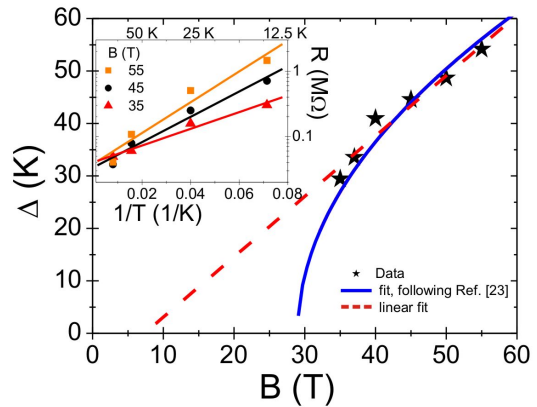 60
50
40
30
20
10
0
Δ (K)
50 K 25 K 12.5 K
B (T)
55
45
35
1
0.1
R (MΩ)
0.02 0.04 0.06 0.08
1/T (1/K)
Data
fit, following Ref. [23]
linear fit
0 10 20 30 40 50 60
B (T)